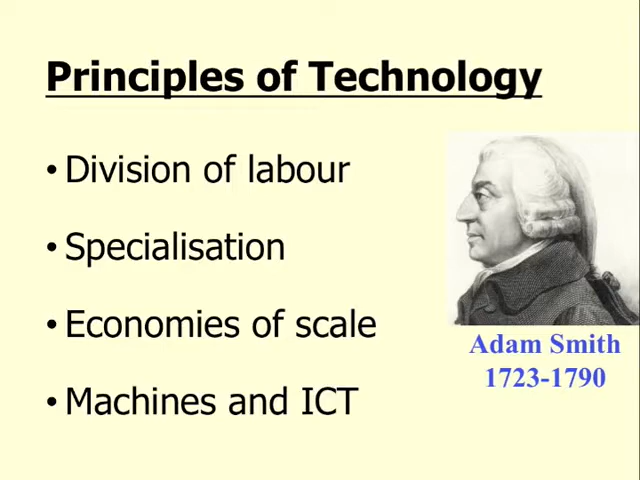 Principles of Technology
• Division of labour
• Specialisation
• Economies of scale
• Machines and ICT
Adam Smith
1723-1790